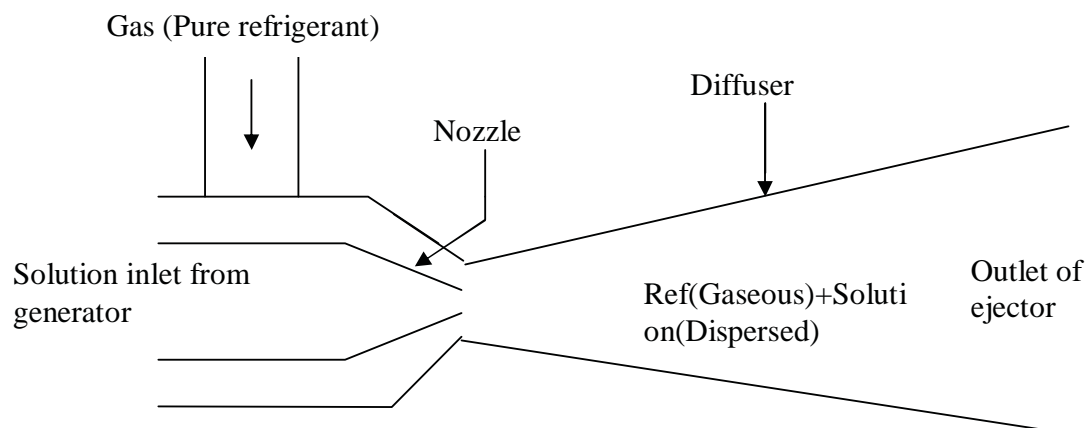 Gas (Pure refrigerant)
Diffuser
Nozzle
Solution inlet from
generator
Ref(Gaseous)+Soluti
on(Dispersed)
Outlet of
ejector